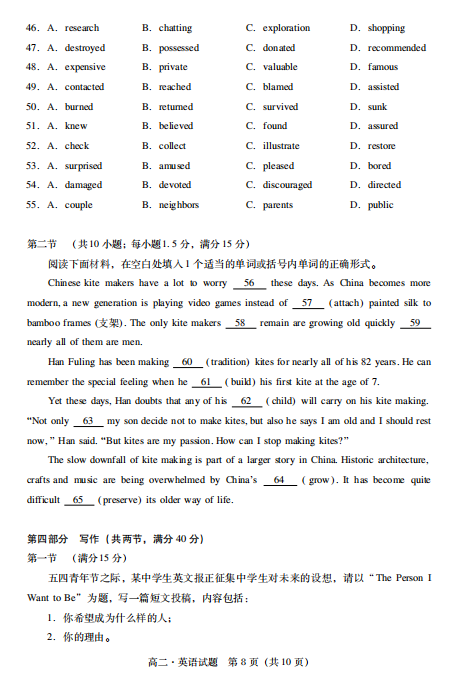 46. A. research B. chatting C. exploration D. shopping
47. A. destroyed B. possessed C. donated D. recommended
48. A. expensive B. private C. valuable D. famous
49. A. contacted B. reached C. blamed D. assisted
50. A. burned B. returned C. survived D. sunk
51. A. knew B. believed C. found D. assured
52. A. check B. collect C. illustrate D. restore
53. A. surprised B. amused C. pleased D. bored
54. A. damaged B. devoted C. discouraged D. directed
55. A. couple B. neighbors C. parents D. public
第二节 (共10小题;每小题1.5分,满分15分)
阅读下面材料,在空白处填入1个适当的单词或括号内单词的正确形式。
Chinese kite makers have a lot to worry 56 these days. As China becomes more
modern, a new generation is playing video games instead of 57 (attach) painted silk to
bamboo frames (支架). The only kite makers 58 remain are growing old quickly 59
nearly all of them are men.
Han Fuling has been making 60 (tradition) kites for nearly all of his 82 years. He can
remember the special feeling when he 61 (build) his first kite at the age of 7.
Yet these days, Han doubts that any of his 62 (child) will carry on his kite making.
“Not only 63 my son decide not to make kites, but also he says I am old and I should rest
now,” Han said. “But kites are my passion. How can I stop making kites?”
The slow downfall of kite making is part of a larger story in China. Historic architecture,
crafts and music are being overwhelmed by China's 64 (grow). It has become quite
difficult 65 (preserve) its older way of life.
第四部分 写作(共两节,满分40分)
第一节 (满分15分)
五四青年节之际,某中学生英文报正征集中学生对未来的设想,请以“The Person I
Want to Be”为题,写一篇短文投稿,内容包括:
1. 你希望成为什么样的人;
2. 你的理由。
高二·英语试题 第8页(共10页)